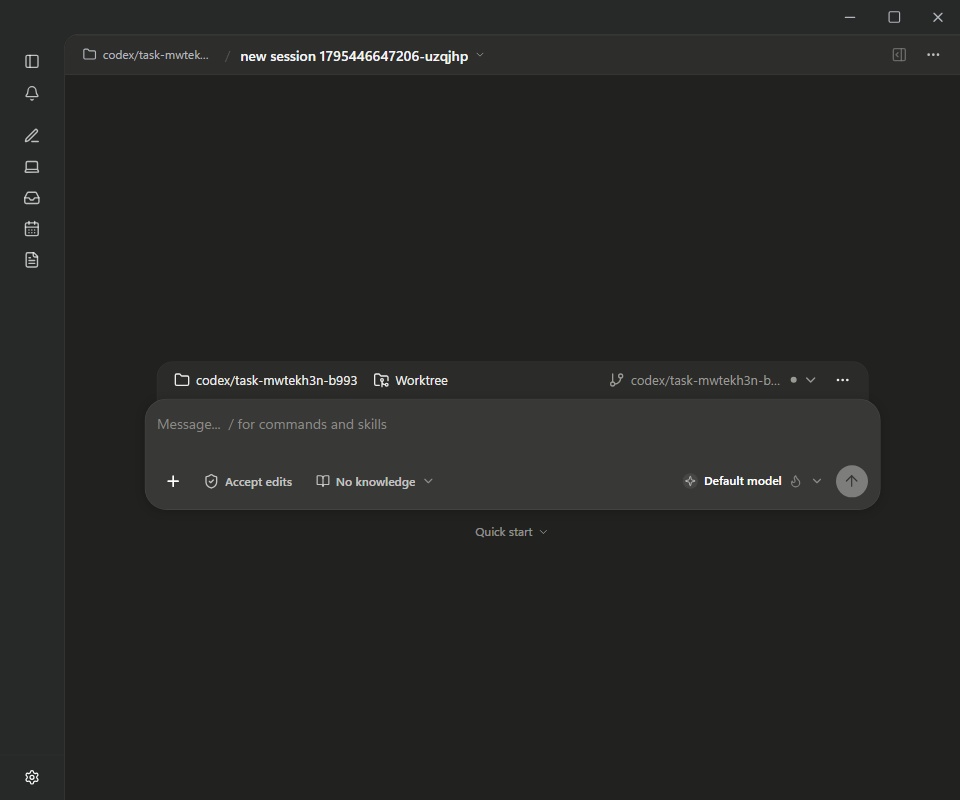 codex/task-mwtek... / new session 1795446647206-uzqjhp
codex/task-mwtekh3n-b993 Worktree codex/task-mwtekh3n-b...
Message... / for commands and skills
Accept edits No knowledge Default model
Quick start